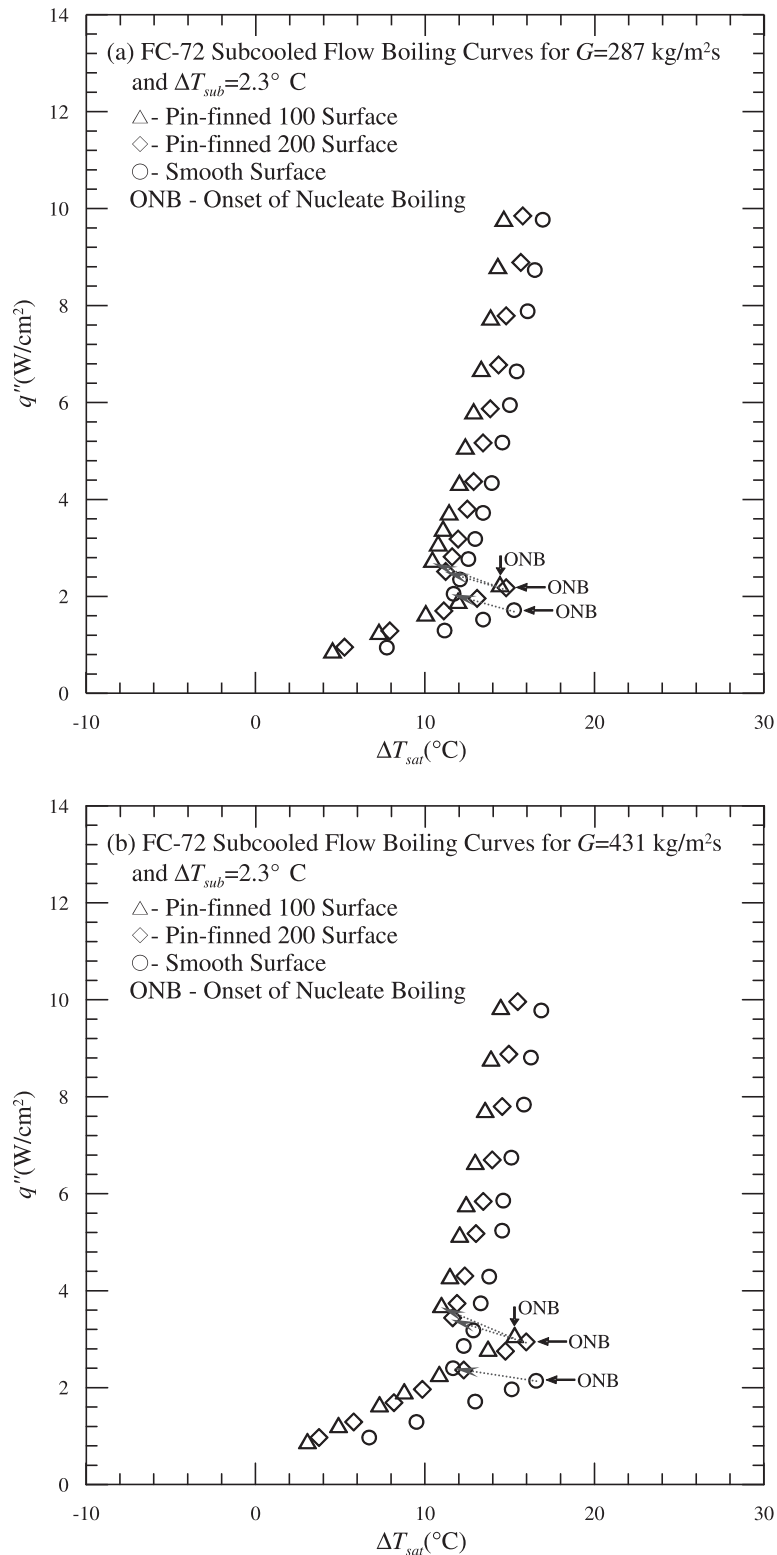 14
(a) FC-72 Subcooled Flow Boiling Curves for G=287 kg/m²s
and ΔTsub=2.3° C
△- Pin-finned 100 Surface
◇- Pin-finned 200 Surface
○- Smooth Surface
ONB - Onset of Nucleate Boiling
12
10
8
6
4
2
0
q"(W/cm²)
ONB
ONB
ONB
-10
0
10
20
30
ΔTsat(°C)
14
(b) FC-72 Subcooled Flow Boiling Curves for G=431 kg/m²s
and ΔTsub=2.3° C
△- Pin-finned 100 Surface
◇- Pin-finned 200 Surface
○- Smooth Surface
ONB - Onset of Nucleate Boiling
12
10
8
6
4
2
0
q"(W/cm²)
ONB
ONB
ONB
-10
0
10
20
30
ΔTsat(°C)